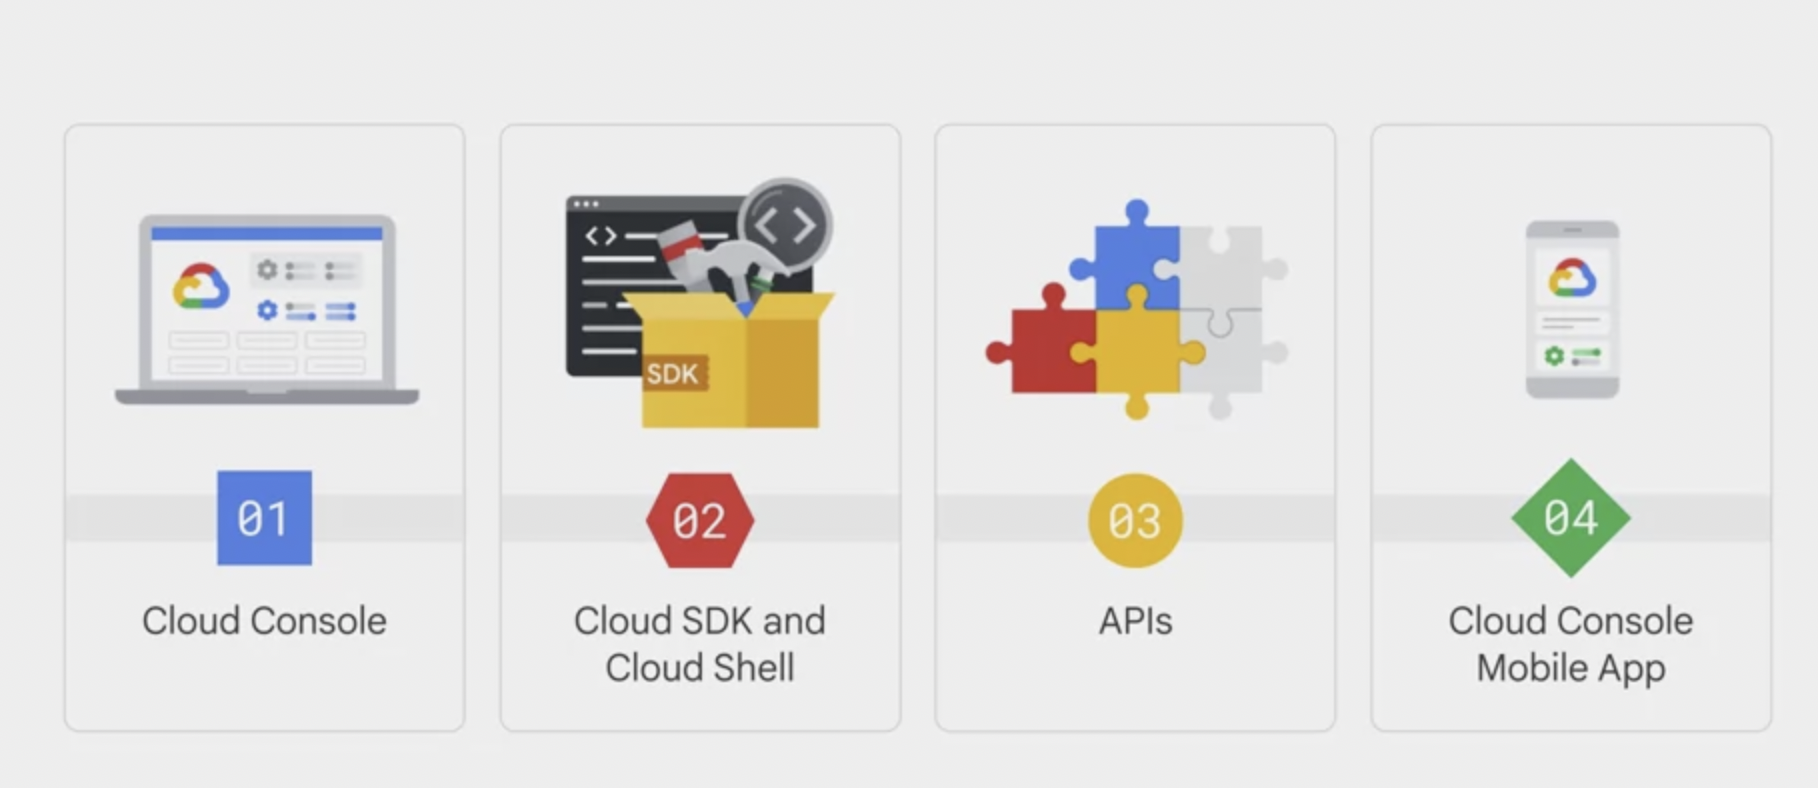 <>
<>
SDK
01
Cloud Console
02
Cloud SDK and
Cloud Shell
03
APIs
04
Cloud Console
Mobile App